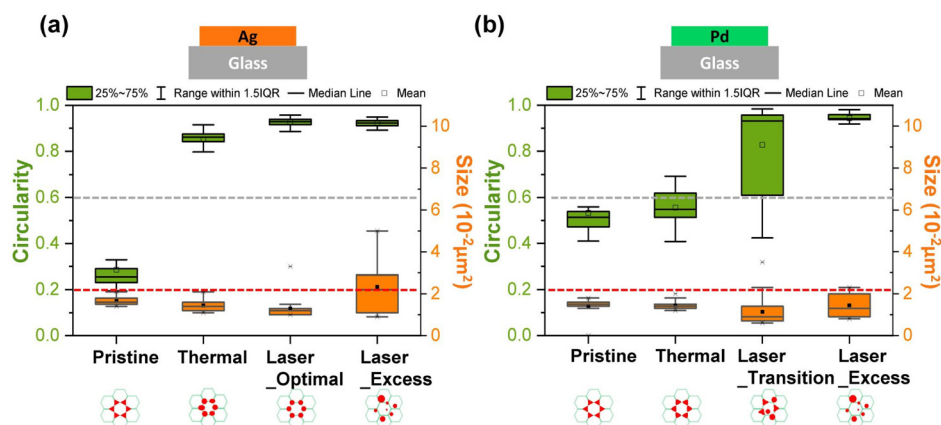 (a)
Ag
Glass
25%~75% Range within 1.5IQR Median Line Mean
1.0
0.8
0.6
0.4
0.2
0.0
Circularity
10
8
6
4
2
0
Size (10⁻²μm²)
Pristine Thermal Laser Laser
_Optimal _Excess
(b)
Pd
Glass
25%~75% Range within 1.5IQR Median Line Mean
1.0
0.8
0.6
0.4
0.2
0.0
Circularity
10
8
6
4
2
0
Size (10⁻²μm²)
Pristine Thermal Laser Laser
_Transition _Excess